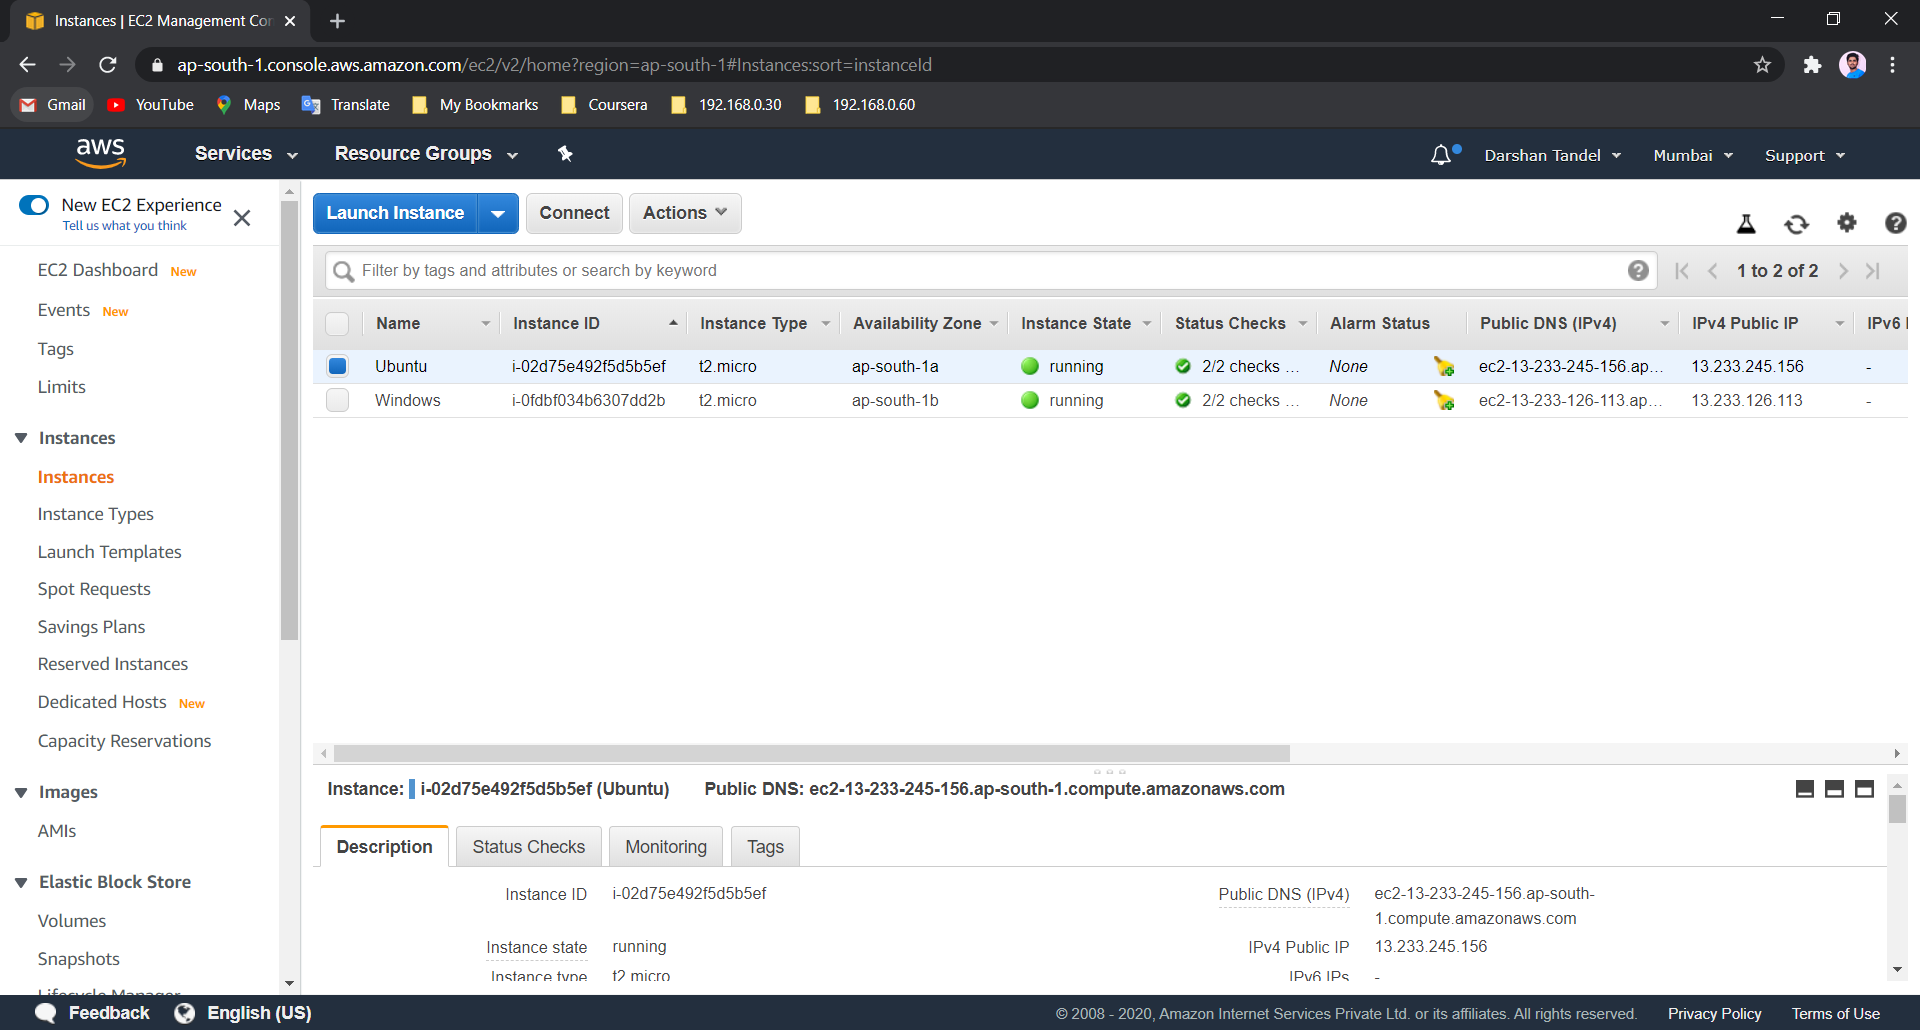 Instances | EC2 Management Con
ap-south-1.console.aws.amazon.com/ec2/v2/home?region=ap-south-1#Instances:sort=instanceId
Gmail YouTube Maps Translate My Bookmarks Coursera 192.168.0.30 192.168.0.60
aws Services Resource Groups Darshan Tandel Mumbai Support
New EC2 Experience
Tell us what you think
EC2 Dashboard New
Events New
Tags
Limits
Instances
Instances
Instance Types
Launch Templates
Spot Requests
Savings Plans
Reserved Instances
Dedicated Hosts New
Capacity Reservations
Images
AMIs
Elastic Block Store
Volumes
Snapshots
Lifecycle Manager
Launch Instance Connect Actions
Filter by tags and attributes or search by keyword 1 to 2 of 2
Name Instance ID Instance Type Availability Zone Instance State Status Checks Alarm Status Public DNS (IPv4) IPv4 Public IP IPv6
Ubuntu i-02d75e492f5d5b5ef t2.micro ap-south-1a running 2/2 checks ... None ec2-13-233-245-156.ap... 13.233.245.156 -
Windows i-0fdbf034b6307dd2b t2.micro ap-south-1b running 2/2 checks ... None ec2-13-233-126-113.ap... 13.233.126.113 -
Instance: i-02d75e492f5d5b5ef (Ubuntu) Public DNS: ec2-13-233-245-156.ap-south-1.compute.amazonaws.com
Description Status Checks Monitoring Tags
Instance ID i-02d75e492f5d5b5ef Public DNS (IPv4) ec2-13-233-245-156.ap-south-
1.compute.amazonaws.com
Instance state running IPv4 Public IP 13.233.245.156
Instance type t2.micro IPv6 IPs -
Feedback English (US) © 2008 - 2020, Amazon Internet Services Private Ltd. or its affiliates. All rights reserved. Privacy Policy Terms of Use